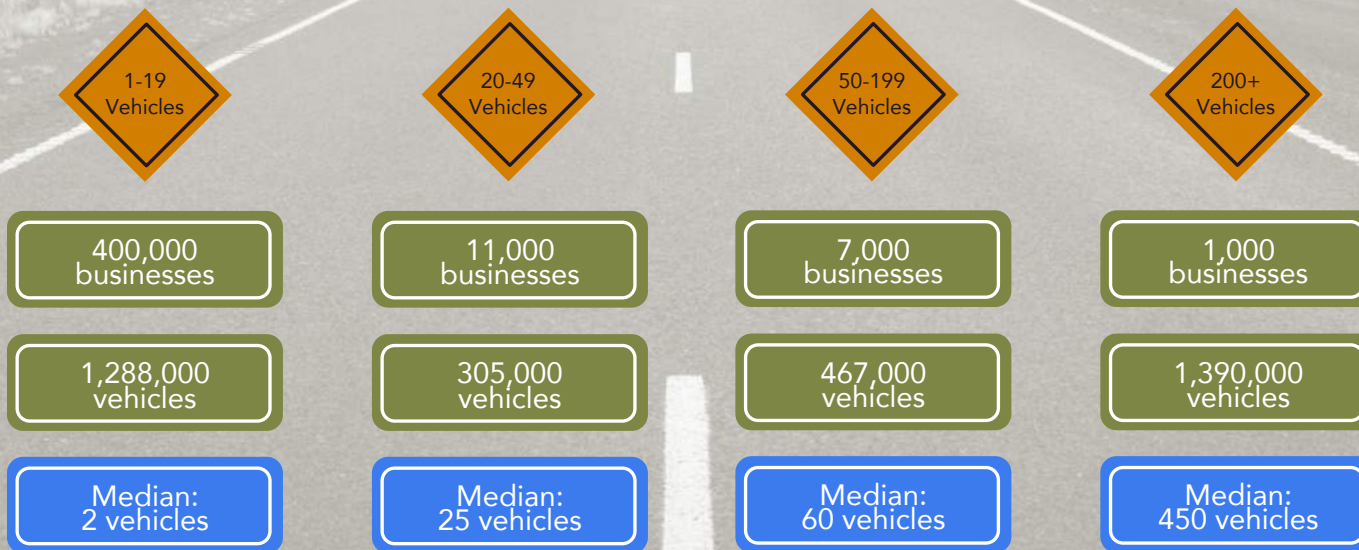 1-19
Vehicles
20-49
Vehicles
50-199
Vehicles
200+
Vehicles
400,000
businesses
11,000
businesses
7,000
businesses
1,000
businesses
1,288,000
vehicles
305,000
vehicles
467,000
vehicles
1,390,000
vehicles
Median:
2 vehicles
Median:
25 vehicles
Median:
60 vehicles
Median:
450 vehicles